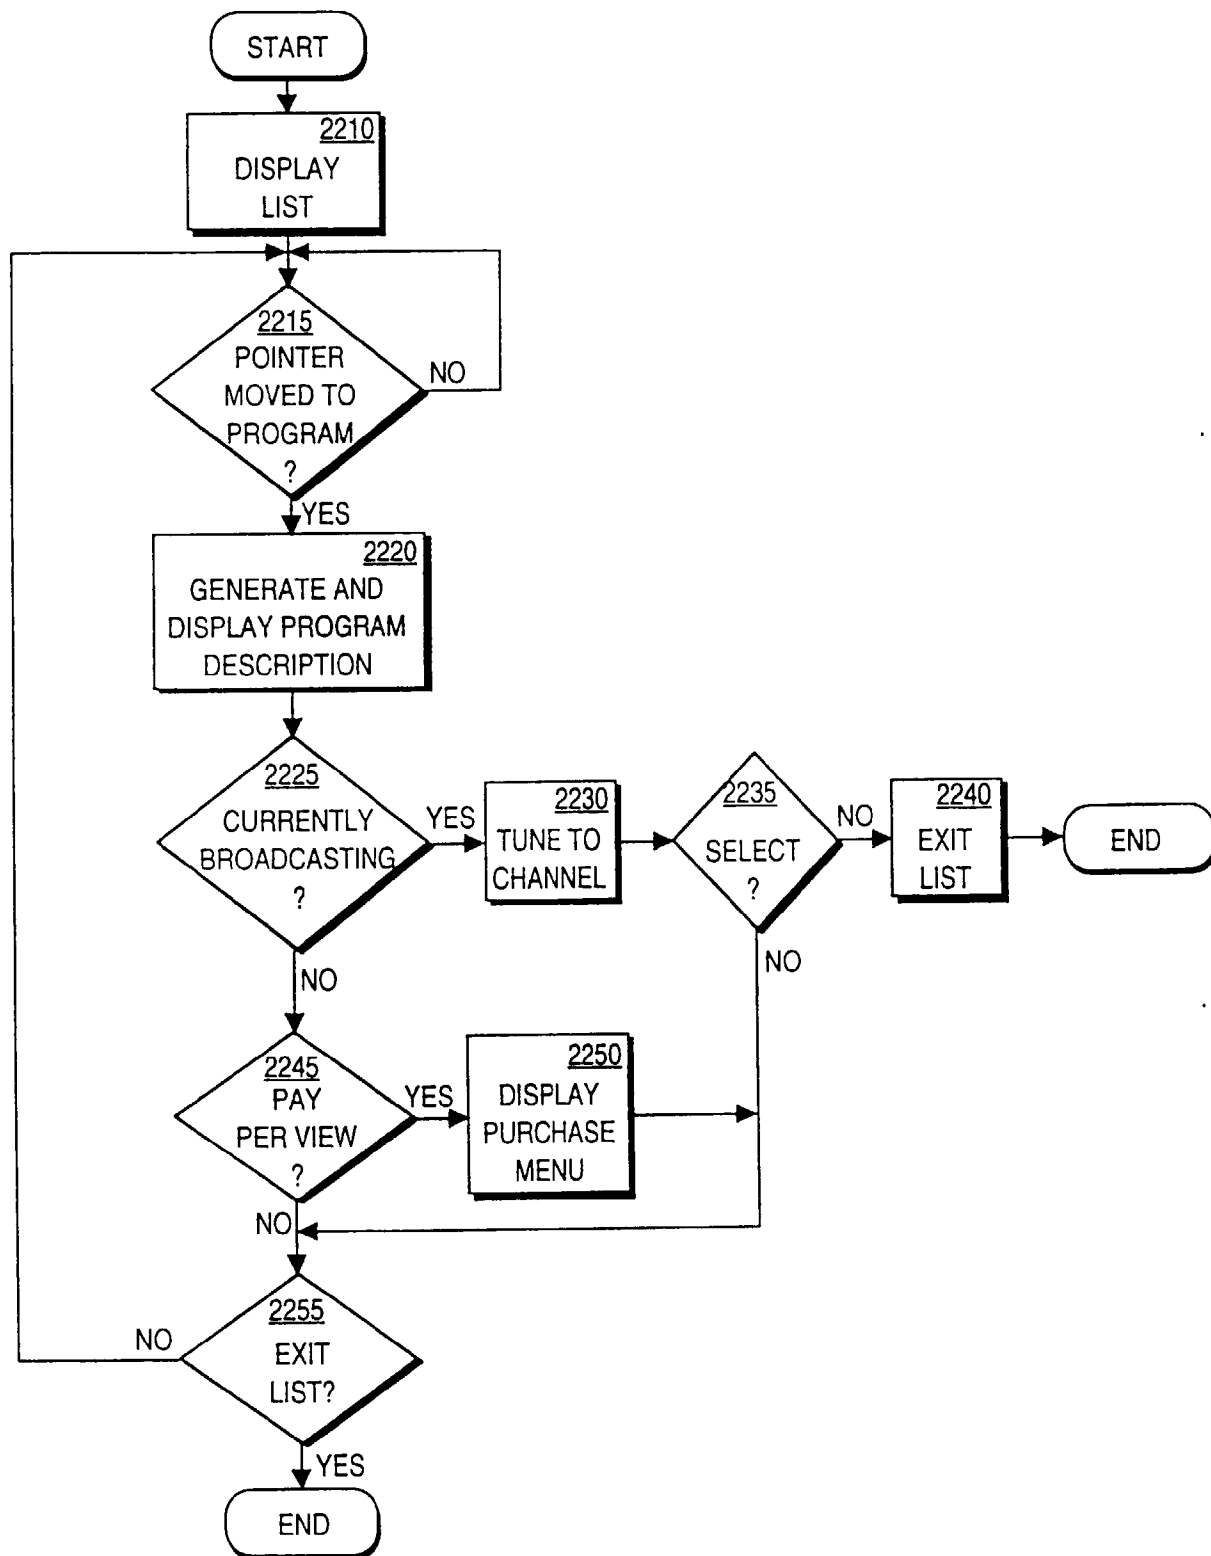 START
2210
DISPLAY
LIST
2215
POINTER
MOVED TO
PROGRAM
?
NO
YES
2220
GENERATE AND
DISPLAY PROGRAM
DESCRIPTION
2225
CURRENTLY
BROADCASTING
?
YES
2230
TUNE TO
CHANNEL
2235
SELECT
?
NO
2240
EXIT
LIST
END
NO
NO
2245
PAY
PER VIEW
?
YES
2250
DISPLAY
PURCHASE
MENU
NO
2255
EXIT
LIST?
NO
YES
END